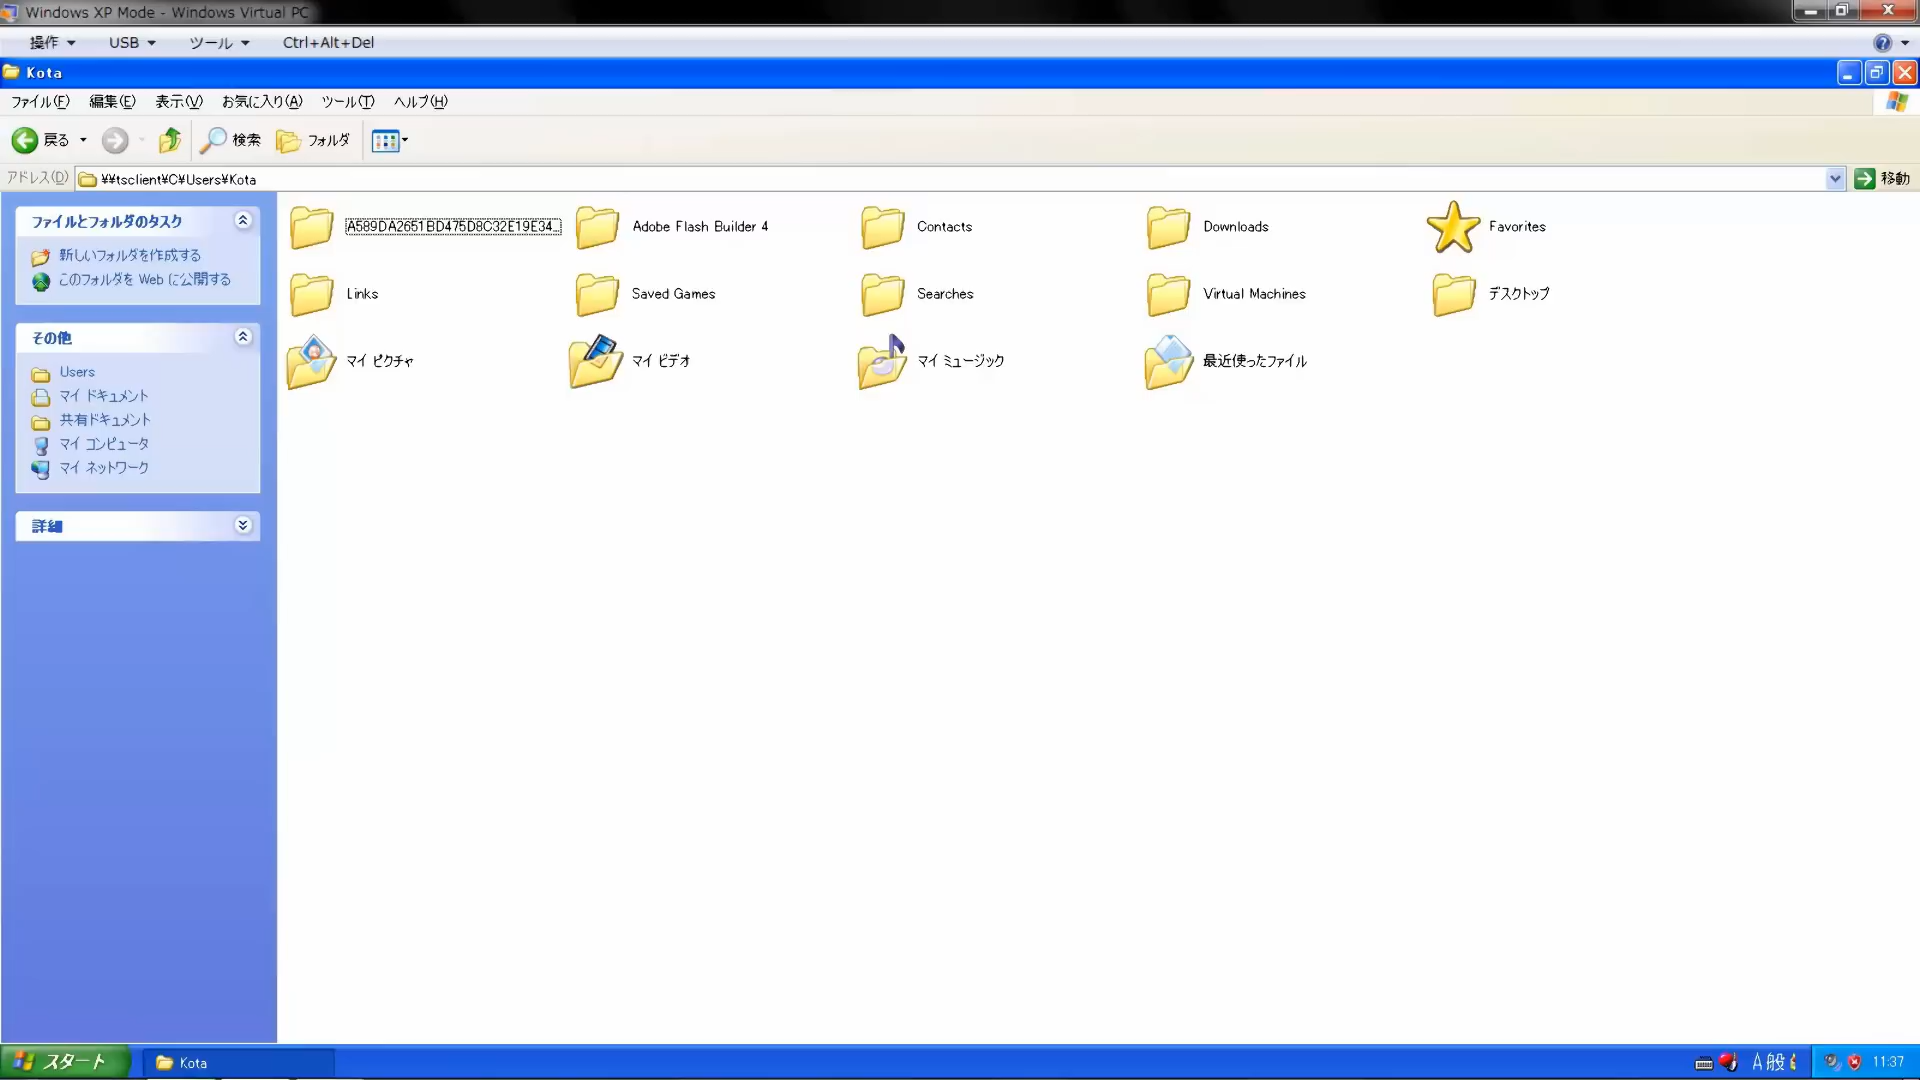 Windows XP Mode - Windows Virtual PC
操作 USB ツール Ctrl+Alt+Del
Kota
ファイル(F) 編集(E) 表示(V) お気に入り(A) ツール(T) ヘルプ(H)
戻る 検索 フォルダ
アドレス(D) ¥¥tsclient¥C¥Users¥Kota 移動
ファイルとフォルダのタスク
新しいフォルダを作成する
このフォルダを Web に公開する
その他
Users
マイ ドキュメント
共有ドキュメント
マイ コンピュータ
マイ ネットワーク
詳細
A589DA2651BD475D8C32E19E34... Adobe Flash Builder 4 Contacts Downloads Favorites
Links Saved Games Searches Virtual Machines デスクトップ
マイ ピクチャ マイ ビデオ マイ ミュージック 最近使ったファイル
スタート Kota A 般 11:37